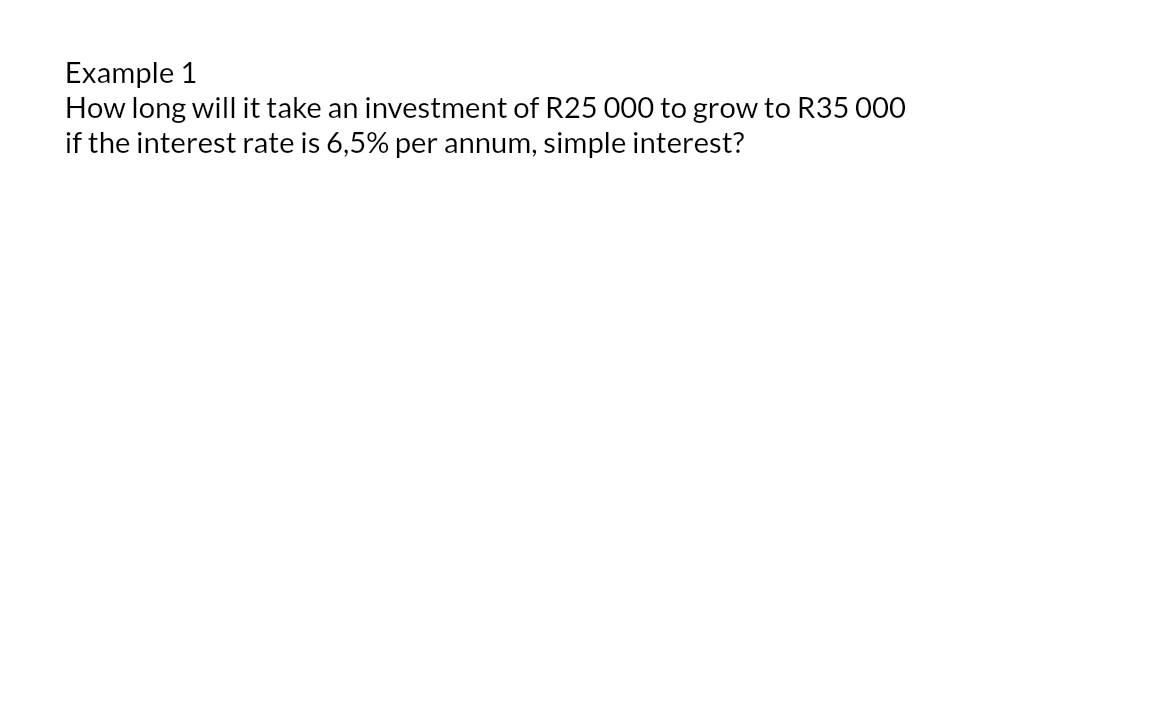 Example 1
How long will it take an investment of R25 000 to grow to R35 000
if the interest rate is 6,5% per annum, simple interest?